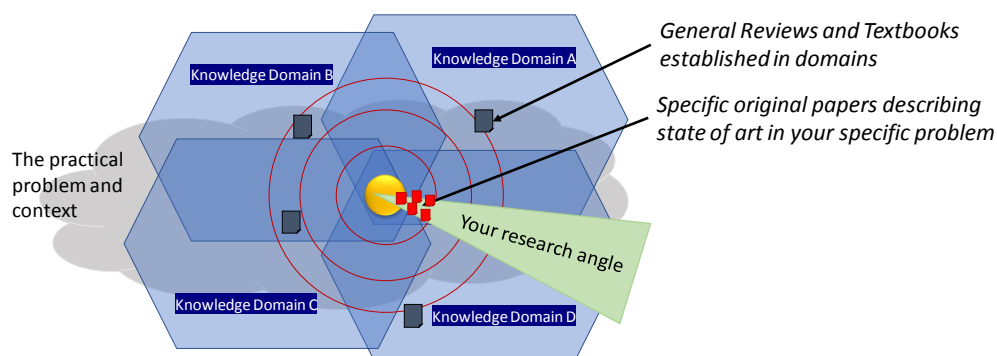 General Reviews and Textbooks
established in domains
Knowledge Domain A
Knowledge Domain B
Specific original papers describing
state of art in your specific problem
The practical
problem and
context
Your research angle
Knowledge Domain C
Knowledge Domain D